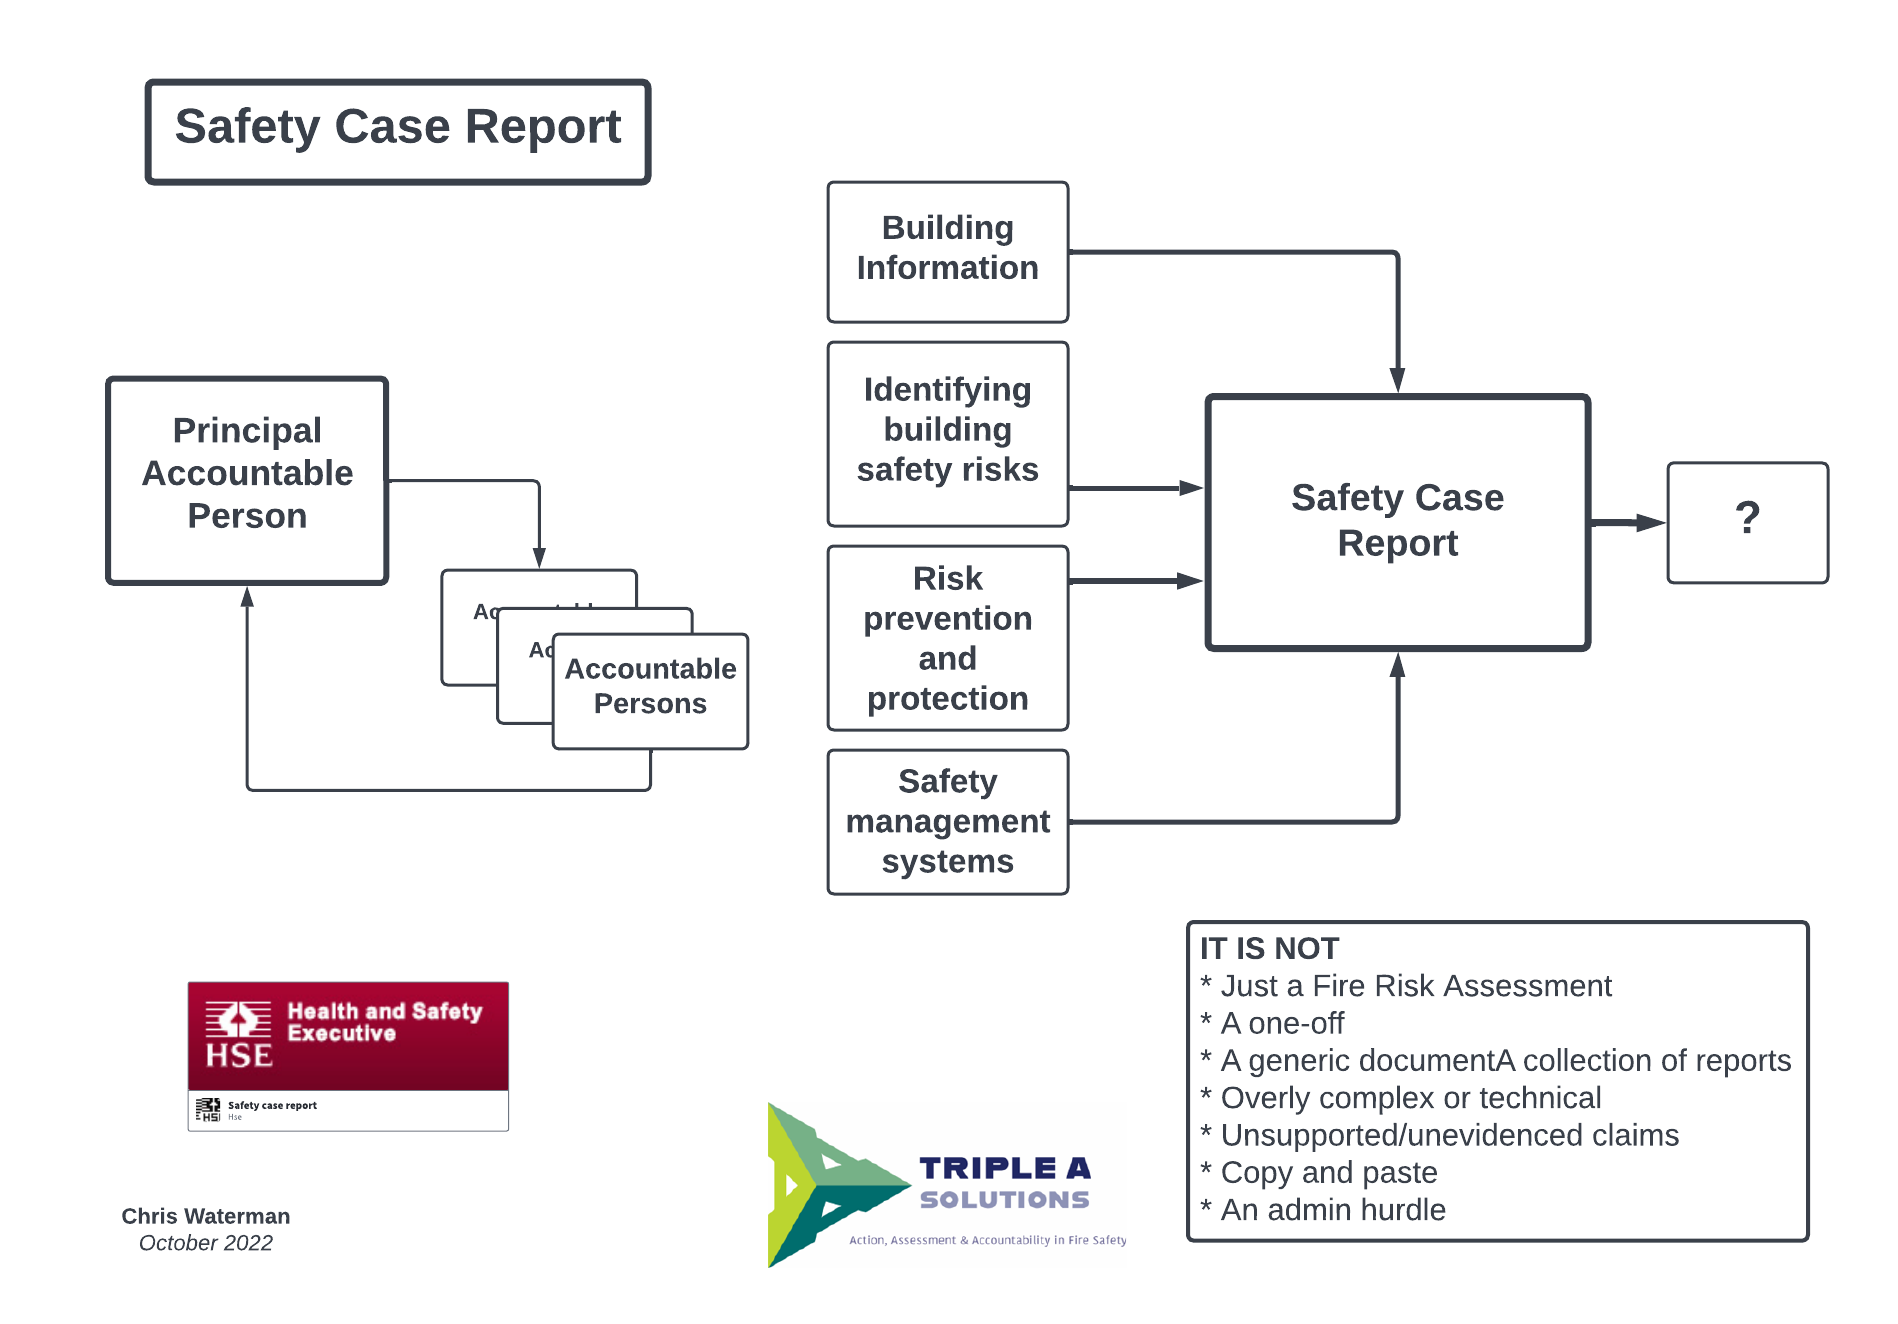 Safety Case Report
Building
Information
Identifying
building
safety risks
Risk
prevention
and
protection
Safety
management
systems
Principal
Accountable
Person
Accountable
Persons
Safety Case
Report
?
IT IS NOT
* Just a Fire Risk Assessment
* A one-off
* A generic documentA collection of reports
* Overly complex or technical
* Unsupported/unevidenced claims
* Copy and paste
* An admin hurdle
Health and Safety
Executive
HSE
Safety case report
Hse
TRIPLE A
SOLUTIONS
Action, Assessment & Accountability in Fire Safety
Chris Waterman
October 2022